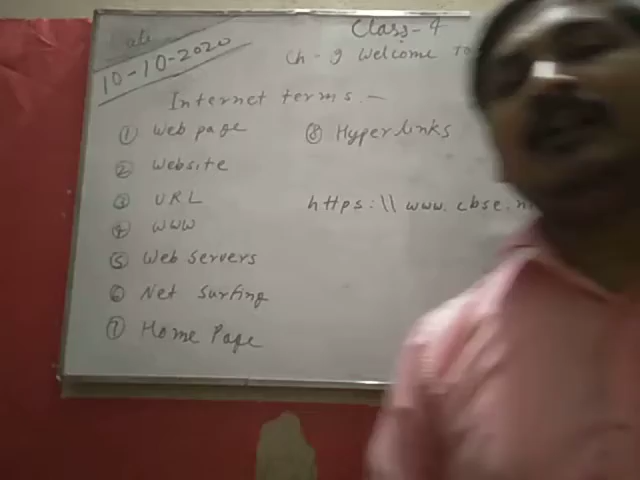 Date
10-10-2020
Class-4
Ch-9 Welcome To
Internet terms.-
① Web page
② Website
③ URL
④ WWW
⑤ Web Servers
⑥ Net Surfing
⑦ Home Page
⑧ Hyperlinks
https:\\www.cbse.n